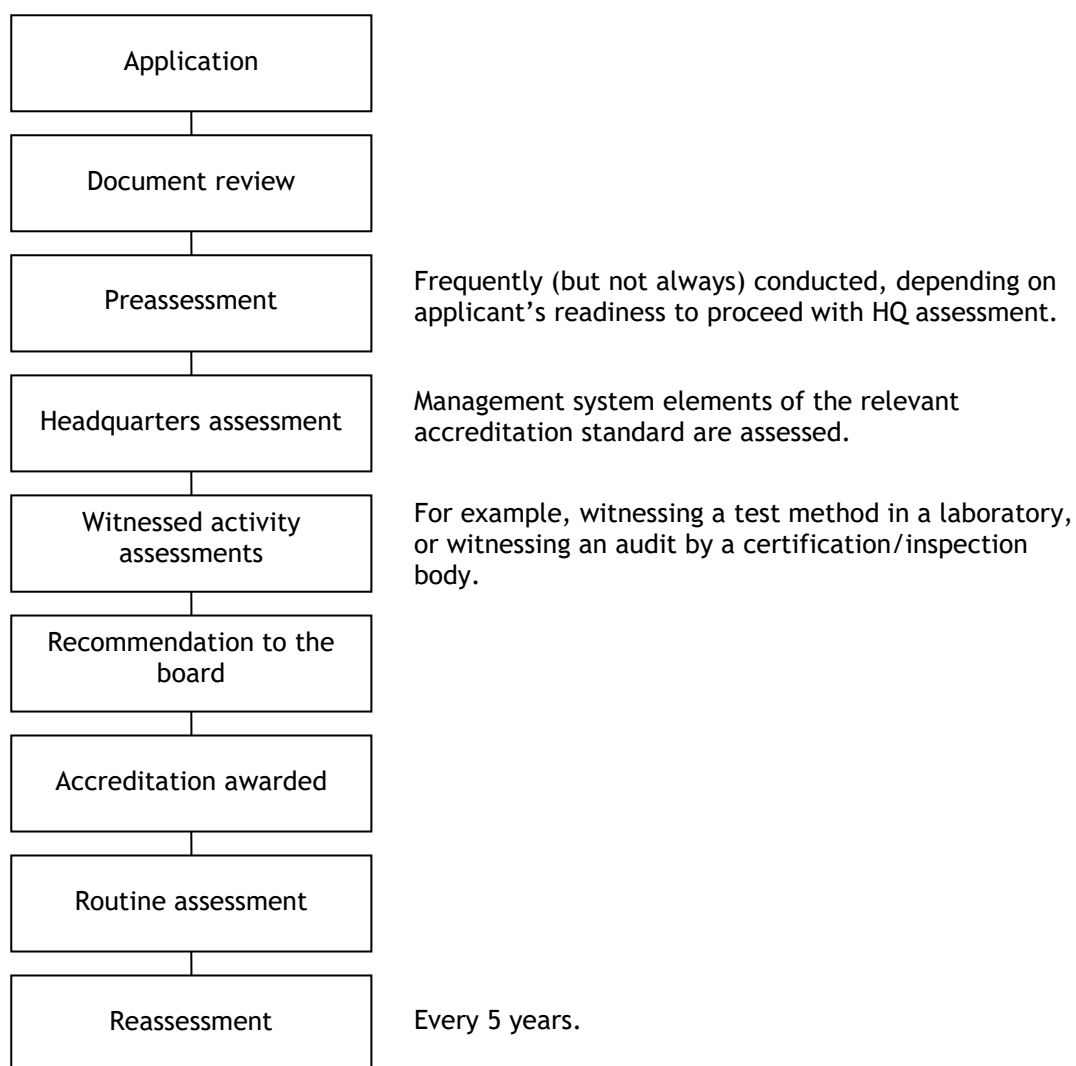 Application
Document review
Preassessment
Frequently (but not always) conducted, depending on
applicant’s readiness to proceed with HQ assessment.
Headquarters assessment
Management system elements of the relevant
accreditation standard are assessed.
Witnessed activity
assessments
For example, witnessing a test method in a laboratory,
or witnessing an audit by a certification/inspection
body.
Recommendation to the
board
Accreditation awarded
Routine assessment
Reassessment
Every 5 years.